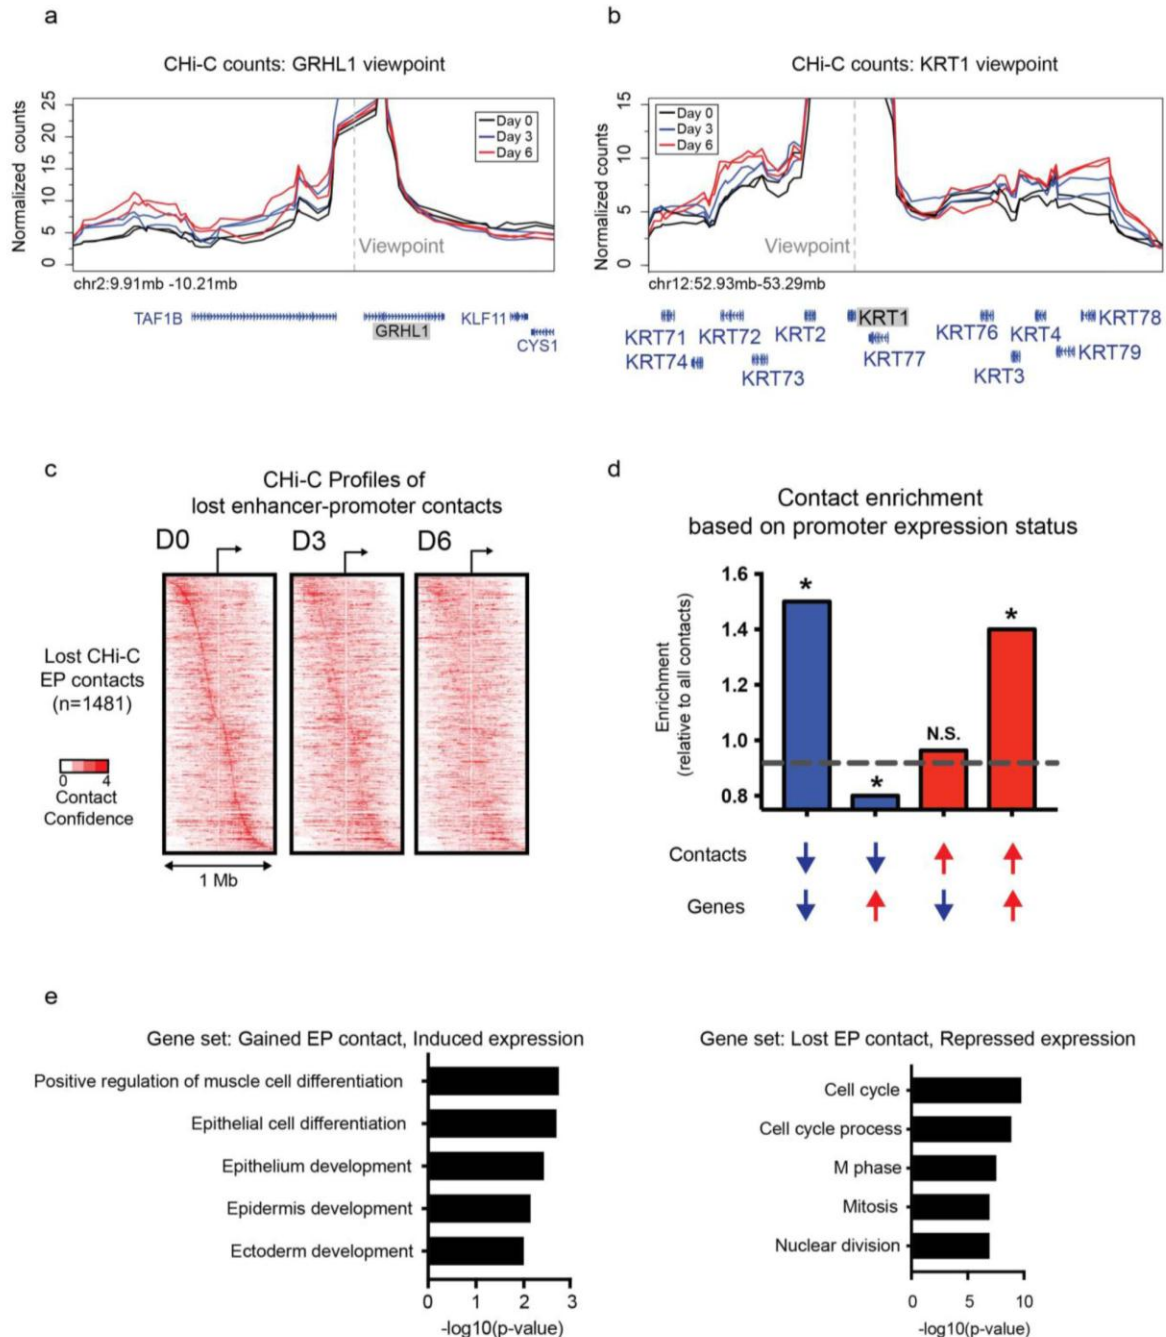 a
CHi-C counts: GRHL1 viewpoint
Normalized counts
25
20
15
10
5
0
Day 0
Day 3
Day 6
Viewpoint
chr2:9.91mb -10.21mb
TAF1B
GRHL1
KLF11
CYS1
b
CHi-C counts: KRT1 viewpoint
Normalized counts
15
10
5
0
Day 0
Day 3
Day 6
Viewpoint
chr12:52.93mb-53.29mb
KRT71
KRT72
KRT2
KRT1
KRT76
KRT4
KRT78
KRT74
KRT73
KRT77
KRT3
KRT79
c
CHi-C Profiles of
lost enhancer-promoter contacts
D0
D3
D6
Lost CHi-C
EP contacts
(n=1481)
0
4
Contact
Confidence
1 Mb
d
Contact enrichment
based on promoter expression status
Enrichment
(relative to all contacts)
1.6
1.4
1.2
1.0
0.8
*
*
N.S.
*
Contacts
Genes
e
Gene set: Gained EP contact, Induced expression
Positive regulation of muscle cell differentiation
Epithelial cell differentiation
Epithelium development
Epidermis development
Ectoderm development
0 1 2 3
-log10(p-value)
Gene set: Lost EP contact, Repressed expression
Cell cycle
Cell cycle process
M phase
Mitosis
Nuclear division
0 5 10
-log10(p-value)